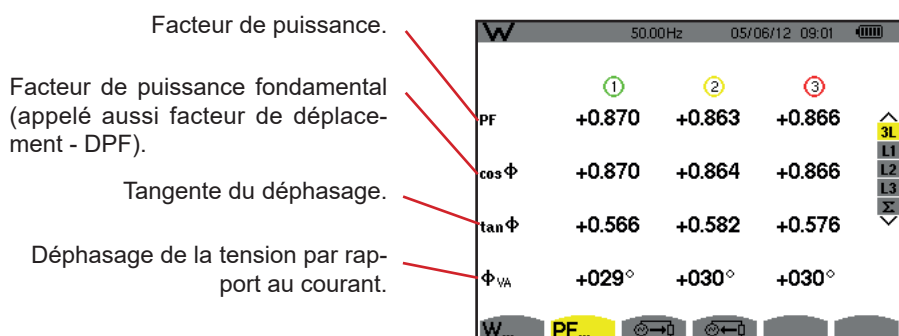 Facteur de puissance.
Facteur de puissance fondamental
(appelé aussi facteur de déplace-
ment - DPF).
Tangente du déphasage.
Déphasage de la tension par rap-
port au courant.
W 50.00Hz 05/06/12 09:01
1 2 3
PF +0.870 +0.863 +0.866
cos Φ +0.870 +0.864 +0.866
tan Φ +0.566 +0.582 +0.576
Φ VA +029° +030° +030°
3L
L1
L2
L3
Σ
W... PF...